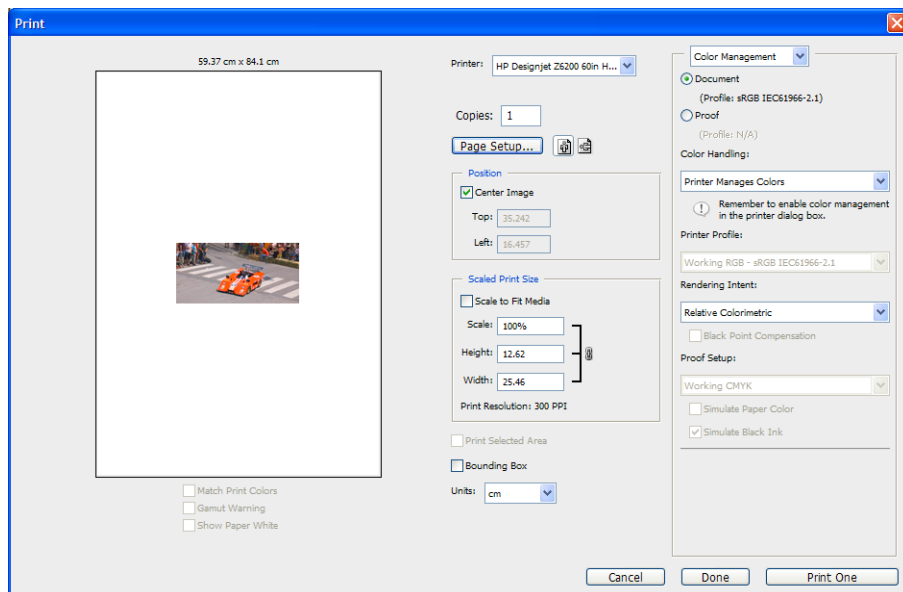 Print
59.37 cm x 84.1 cm
Match Print Colors
Gamut Warning
Show Paper White
Printer: HP Designjet Z6200 60in H...
Copies: 1
Page Setup...
Position
Center Image
Top: 35.242
Left: 16.457
Scaled Print Size
Scale to Fit Media
Scale: 100%
Height: 12.62
Width: 25.46
Print Resolution: 300 PPI
Print Selected Area
Bounding Box
Units: cm
Color Management
Document
(Profile: sRGB IEC61966-2.1)
Proof
(Profile: N/A)
Color Handling:
Printer Manages Colors
Remember to enable color management
in the printer dialog box.
Printer Profile:
Working RGB - sRGB IEC61966-2.1
Rendering Intent:
Relative Colorimetric
Black Point Compensation
Proof Setup:
Working CMYK
Simulate Paper Color
Simulate Black Ink
Cancel
Done
Print One